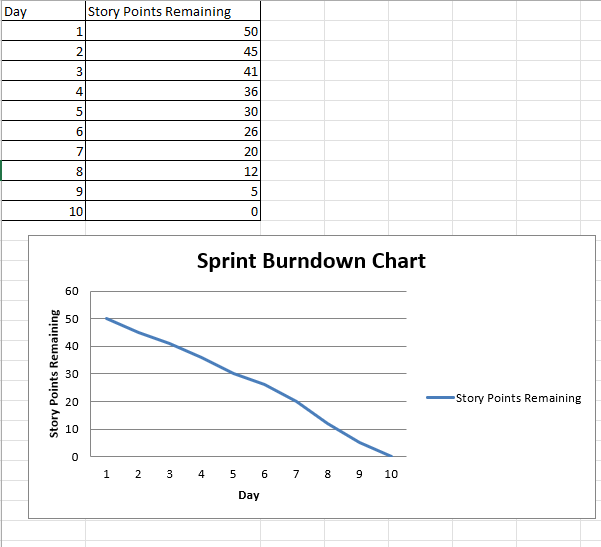 Day Story Points Remaining
1 50
2 45
3 41
4 36
5 30
6 26
7 20
8 12
9 5
10 0
Sprint Burndown Chart
60
50
40
30
20
10
0
Story Points Remaining
1 2 3 4 5 6 7 8 9 10
Day
Story Points Remaining